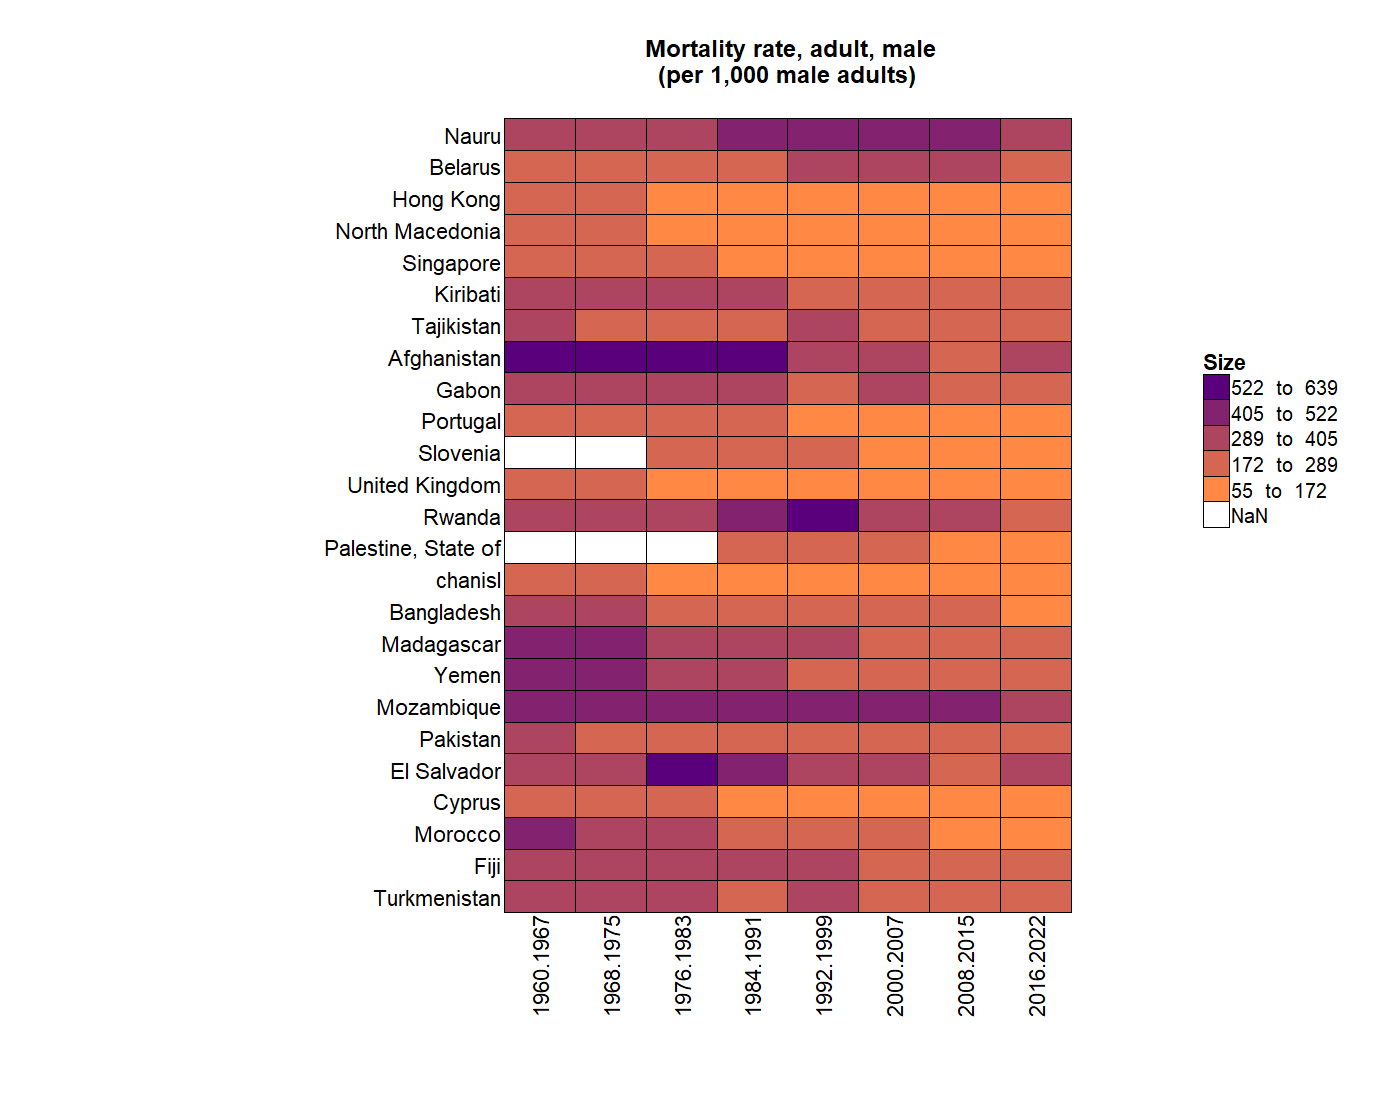 Mortality rate, adult, male
(per 1,000 male adults)
Nauru
Belarus
Hong Kong
North Macedonia
Singapore
Kiribati
Tajikistan
Afghanistan
Gabon
Portugal
Slovenia
United Kingdom
Rwanda
Palestine, State of
chanisl
Bangladesh
Madagascar
Yemen
Mozambique
Pakistan
El Salvador
Cyprus
Morocco
Fiji
Turkmenistan
1960.1967
1968.1975
1976.1983
1984.1991
1992.1999
2000.2007
2008.2015
2016.2022
Size
522 to 639
405 to 522
289 to 405
172 to 289
55 to 172
NaN